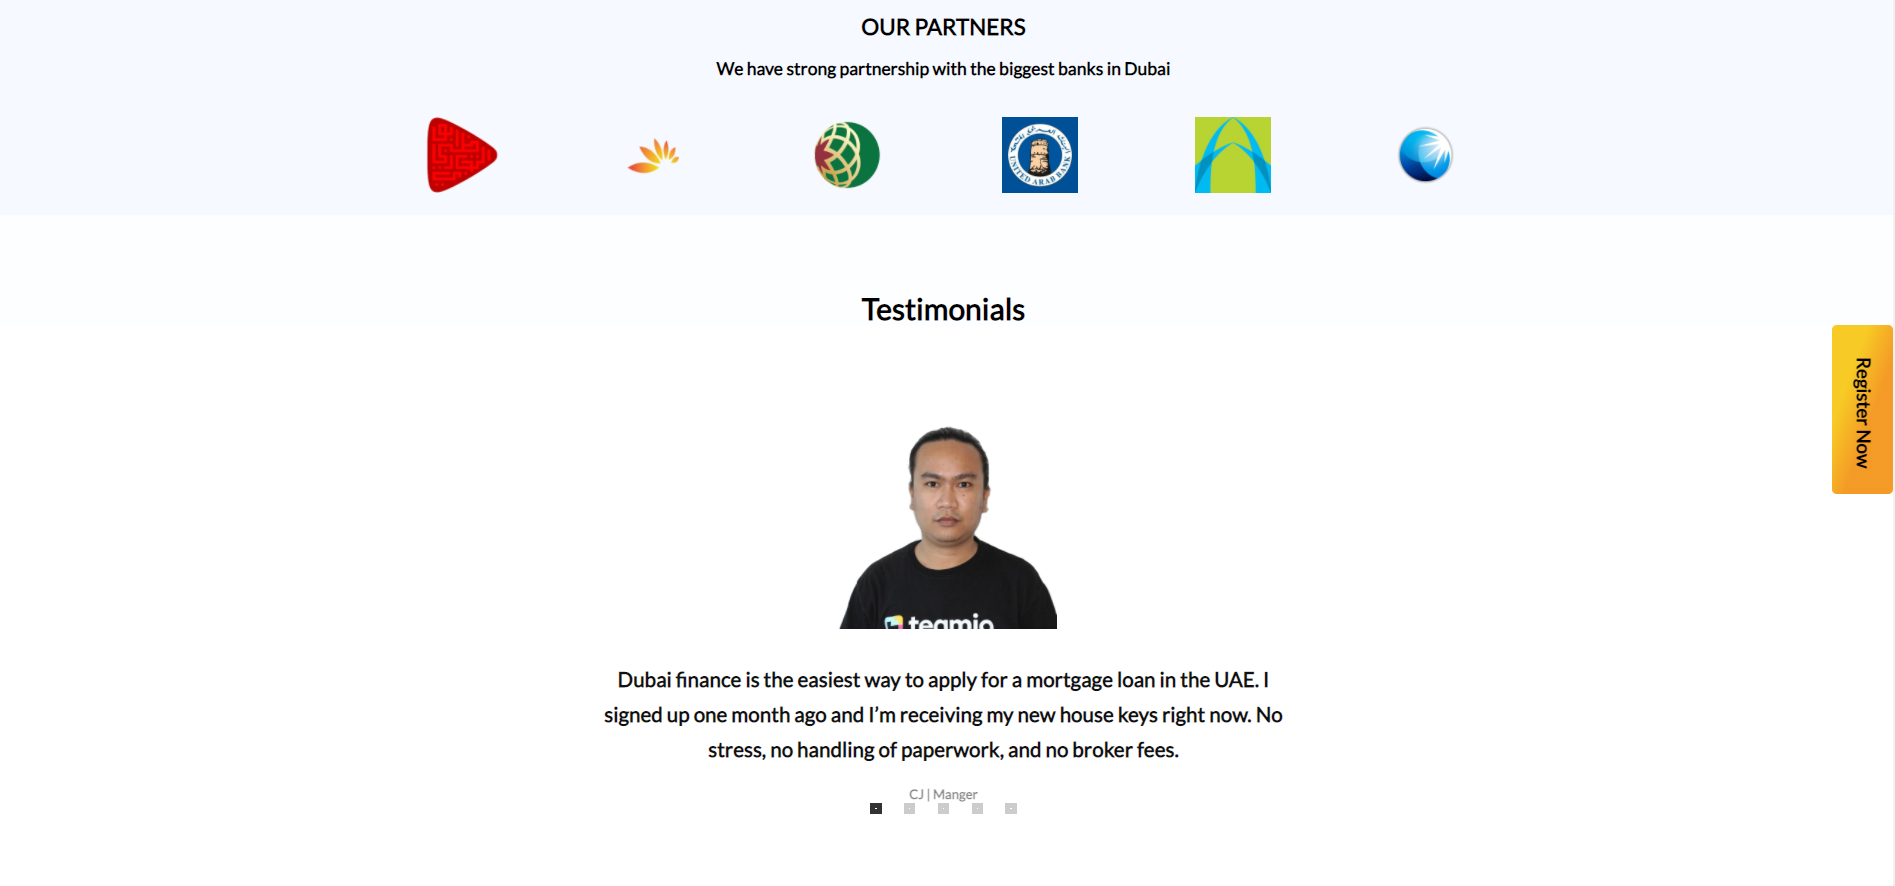 OUR PARTNERS
We have strong partnership with the biggest banks in Dubai
UNITED ARAB BANK
Testimonials
Register Now
teamio
Dubai finance is the easiest way to apply for a mortgage loan in the UAE. I
signed up one month ago and I’m receiving my new house keys right now. No
stress, no handling of paperwork, and no broker fees.
CJ | Manger